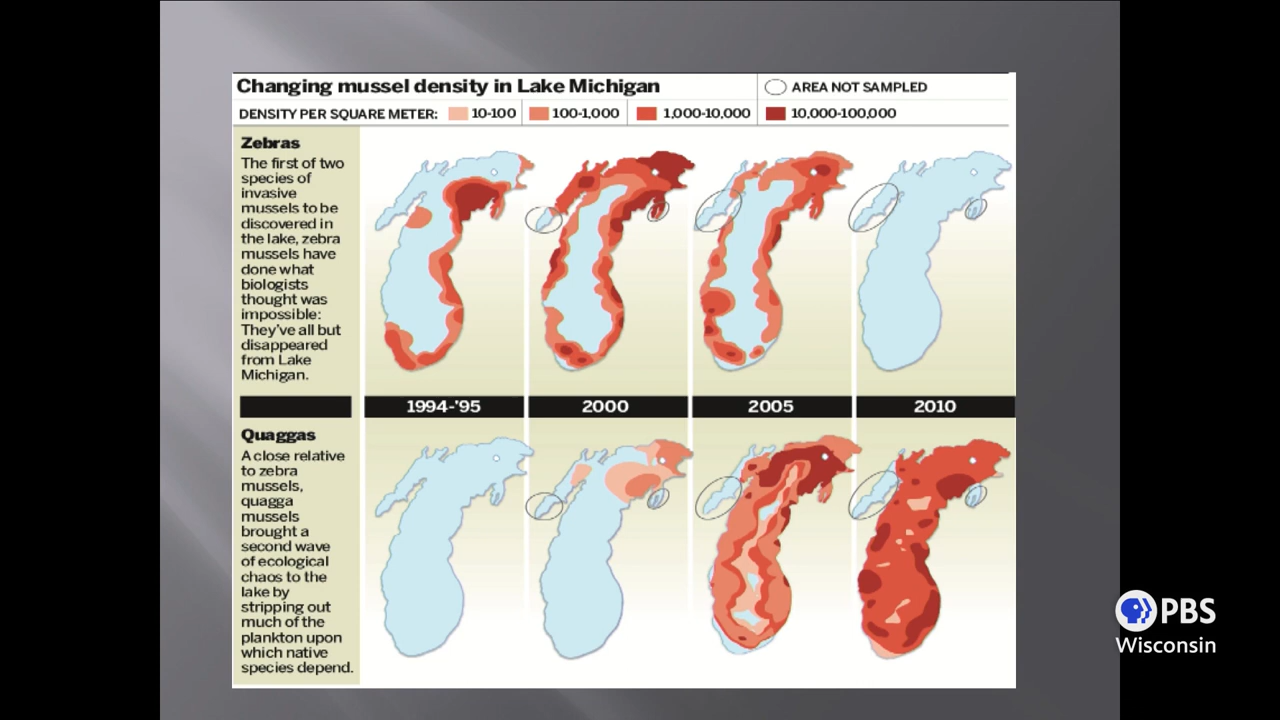 Changing mussel density in Lake Michigan
AREA NOT SAMPLED
DENSITY PER SQUARE METER: 10-100 100-1,000 1,000-10,000 10,000-100,000
Zebras
The first of two
species of
invasive
mussels to be
discovered in
the lake, zebra
mussels have
done what
biologists
thought was
impossible:
They've all but
disappeared
from Lake
Michigan.
1994-'95 2000 2005 2010
Quaggas
A close relative
to zebra
mussels,
quagga
mussels
brought a
second wave
of ecological
chaos to the
lake by
stripping out
much of the
plankton upon
which native
species depend.
PBS
Wisconsin